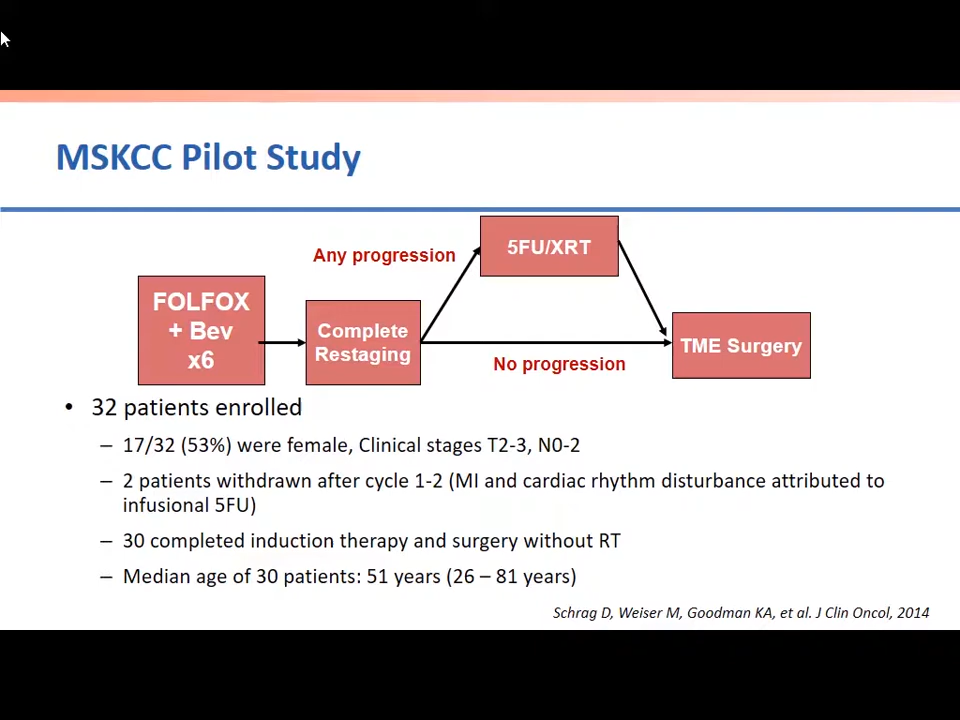 MSKCC Pilot Study
Any progression
5FU/XRT
FOLFOX
+ Bev
x6
Complete
Restaging
No progression
TME Surgery
• 32 patients enrolled
– 17/32 (53%) were female, Clinical stages T2-3, N0-2
– 2 patients withdrawn after cycle 1-2 (MI and cardiac rhythm disturbance attributed to
infusional 5FU)
– 30 completed induction therapy and surgery without RT
– Median age of 30 patients: 51 years (26 – 81 years)
Schrag D, Weiser M, Goodman KA, et al. J Clin Oncol, 2014